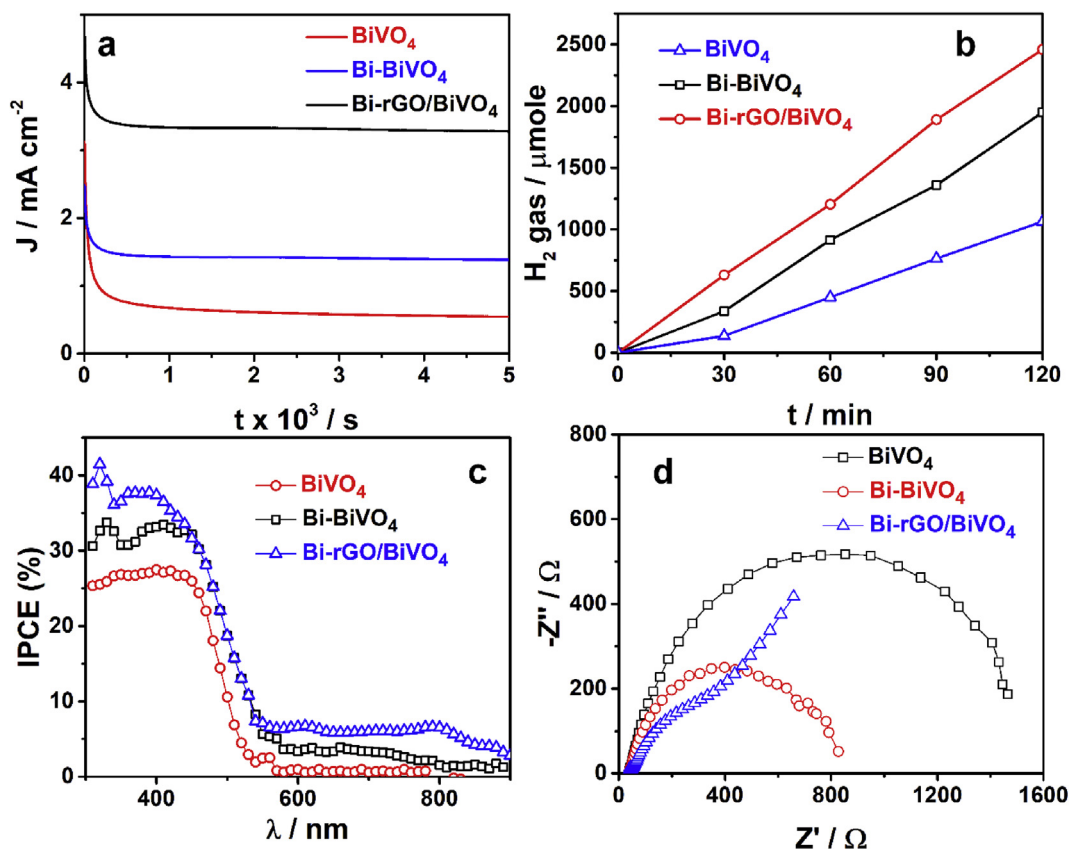 a
BiVO₄
Bi-BiVO₄
Bi-rGO/BiVO₄
J / mA cm⁻²
4
2
0
0 1 2 3 4 5
t x 10³ / s
b
BiVO₄
Bi-BiVO₄
Bi-rGO/BiVO₄
H₂ gas / μmole
2500
2000
1500
1000
500
0
0 30 60 90 120
t / min
c
BiVO₄
Bi-BiVO₄
Bi-rGO/BiVO₄
IPCE (%)
40
30
20
10
0
400 600 800
λ / nm
d
BiVO₄
Bi-BiVO₄
Bi-rGO/BiVO₄
-Z'' / Ω
800
600
400
200
0
0 400 800 1200 1600
Z' / Ω